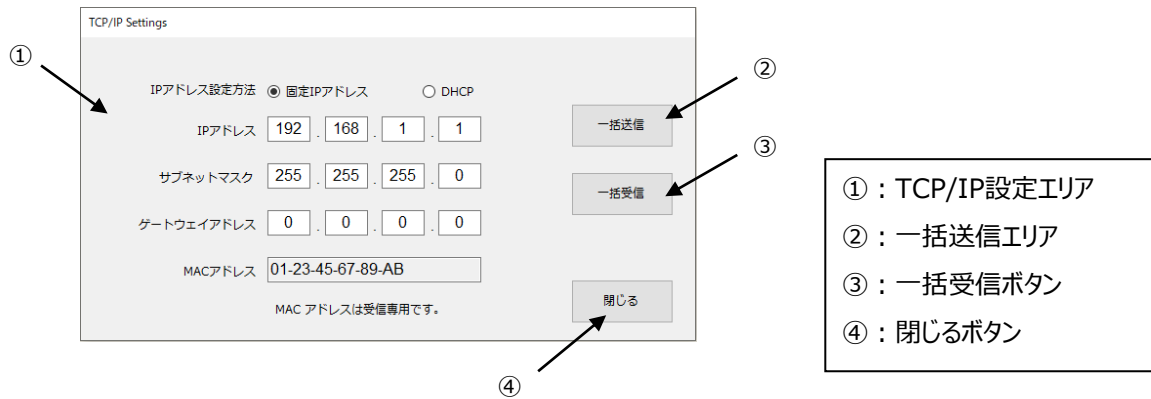 TCP/IP Settings
①
②
IPアドレス設定方法 固定IPアドレス DHCP
IPアドレス 192 . 168 . 1 . 1
一括送信
③
サブネットマスク 255 . 255 . 255 . 0
一括受信
ゲートウェイアドレス 0 . 0 . 0 . 0
MACアドレス 01-23-45-67-89-AB
MAC アドレスは受信専用です。
閉じる
④
①：TCP/IP設定エリア
②：一括送信エリア
③：一括受信ボタン
④：閉じるボタン